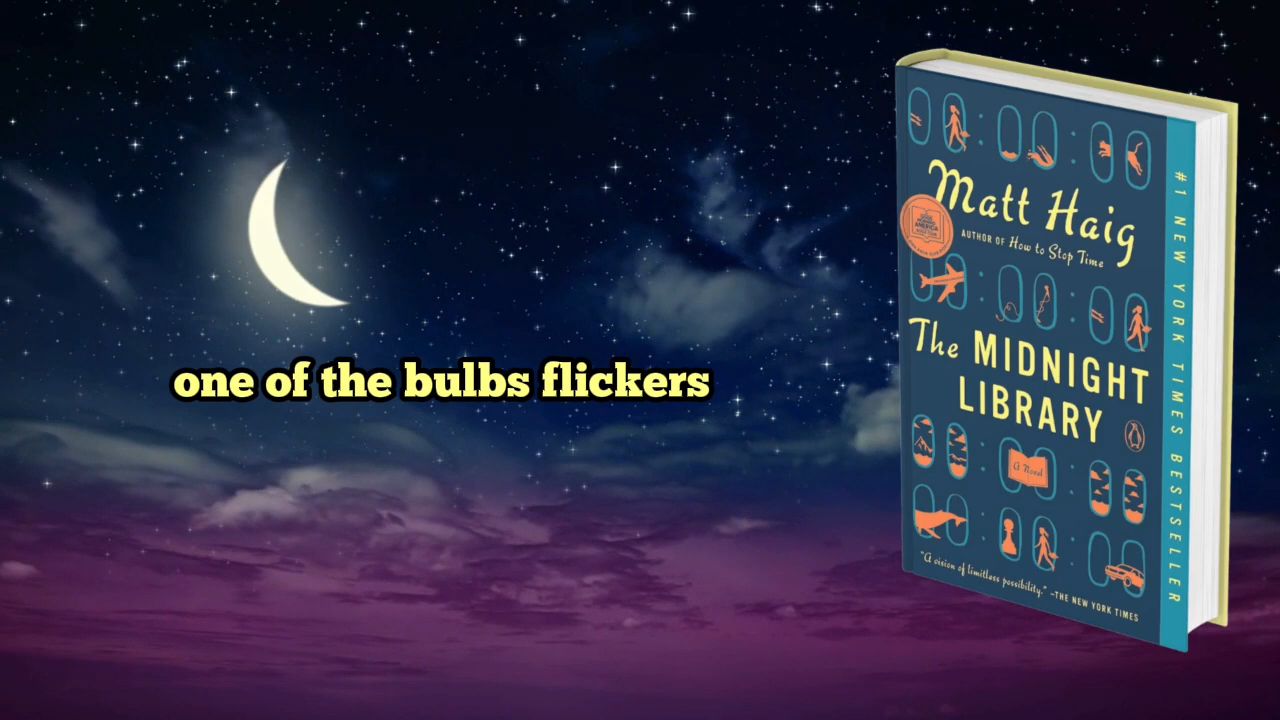 one of the bulbs flickers
Matt Haig
AUTHOR OF How to Stop Time
The MIDNIGHT
LIBRARY
A Novel
"A vision of limitless possibility." –THE NEW YORK TIMES
#1 NEW YORK TIMES BESTSELLER